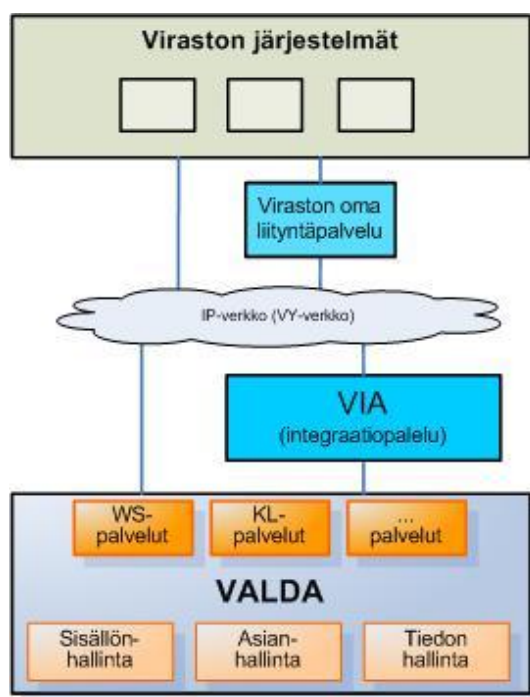 Viraston järjestelmät
Viraston oma
liityntäpalvelu
IP-verkko (VY-verkko)
VIA
(integraatiopalelu)
WS-
palvelut
KL-
palvelut
...
palvelut
VALDA
Sisällön-
hallinta
Asian-
hallinta
Tiedon
hallinta